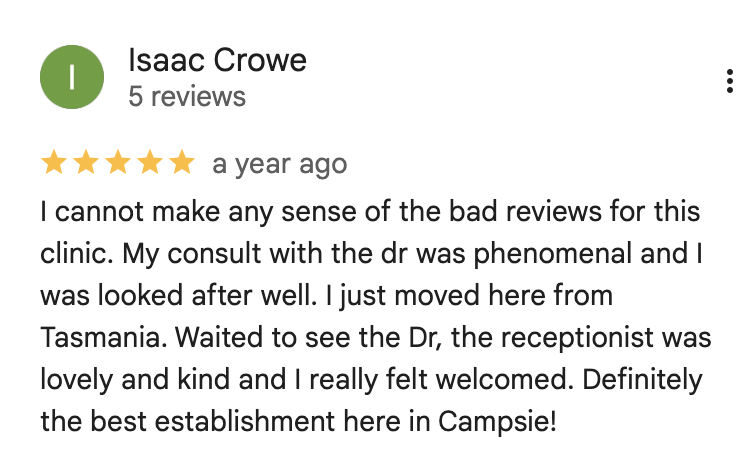 I
Isaac Crowe
5 reviews
a year ago
I cannot make any sense of the bad reviews for this
clinic. My consult with the dr was phenomenal and I
was looked after well. I just moved here from
Tasmania. Waited to see the Dr, the receptionist was
lovely and kind and I really felt welcomed. Definitely
the best establishment here in Campsie!